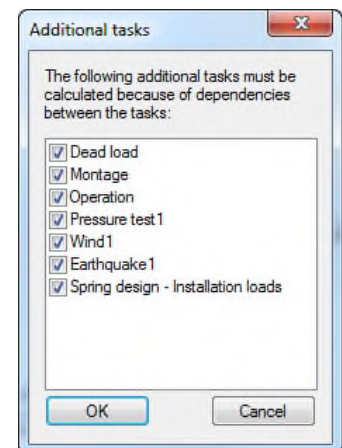 Additional tasks
The following additional tasks must be
calculated because of dependencies
between the tasks:
Dead load
Montage
Operation
Pressure test1
Wind1
Earthquake1
Spring design - Installation loads
OK
Cancel